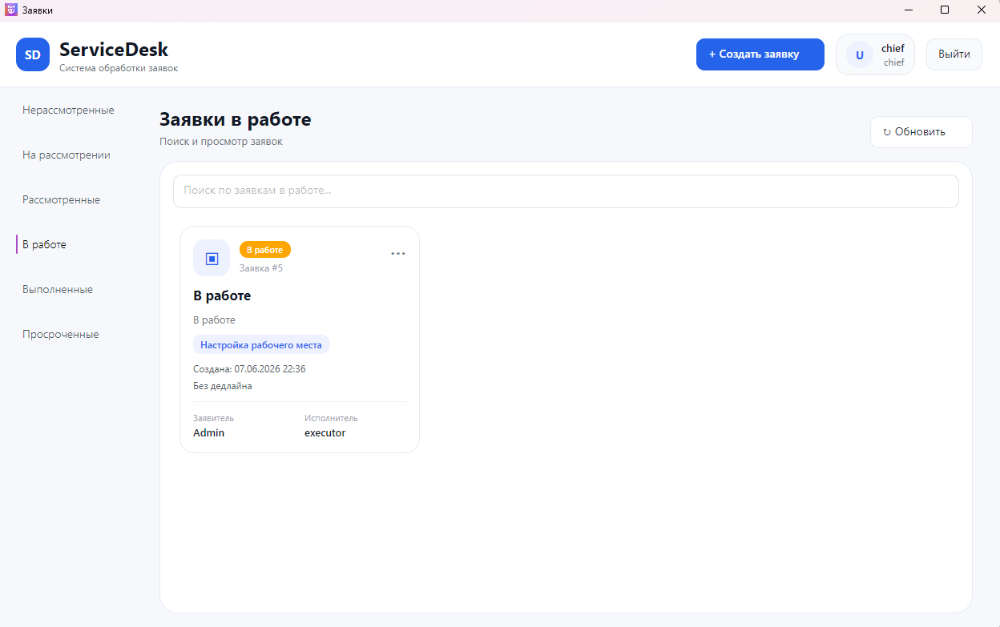 Заявки
SD
ServiceDesk
Система обработки заявок
+ Создать заявку
U
chief
chief
Выйти
Нерассмотренные
На рассмотрении
Рассмотренные
В работе
Выполненные
Просроченные
Заявки в работе
Поиск и просмотр заявок
↻ Обновить
Поиск по заявкам в работе...
В работе
Заявка #5
В работе
В работе
Настройка рабочего места
Создана: 07.06.2026 22:36
Без дедлайна
Заявитель
Admin
Исполнитель
executor